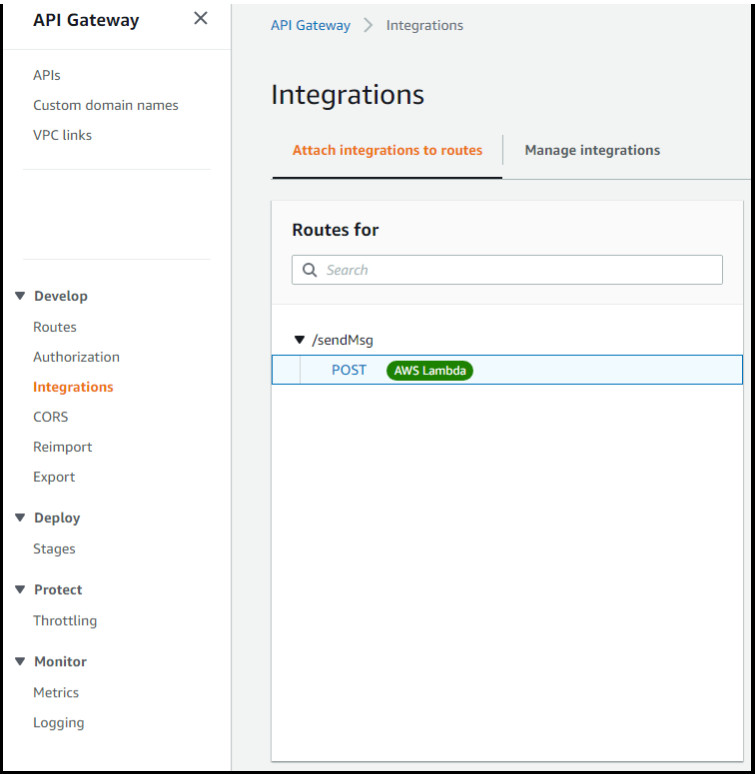 API Gateway
APIs
Custom domain names
VPC links
Develop
Routes
Authorization
Integrations
CORS
Reimport
Export
Deploy
Stages
Protect
Throttling
Monitor
Metrics
Logging
API Gateway > Integrations
Integrations
Attach integrations to routes
Manage integrations
Routes for
Search
/sendMsg
POST AWS Lambda